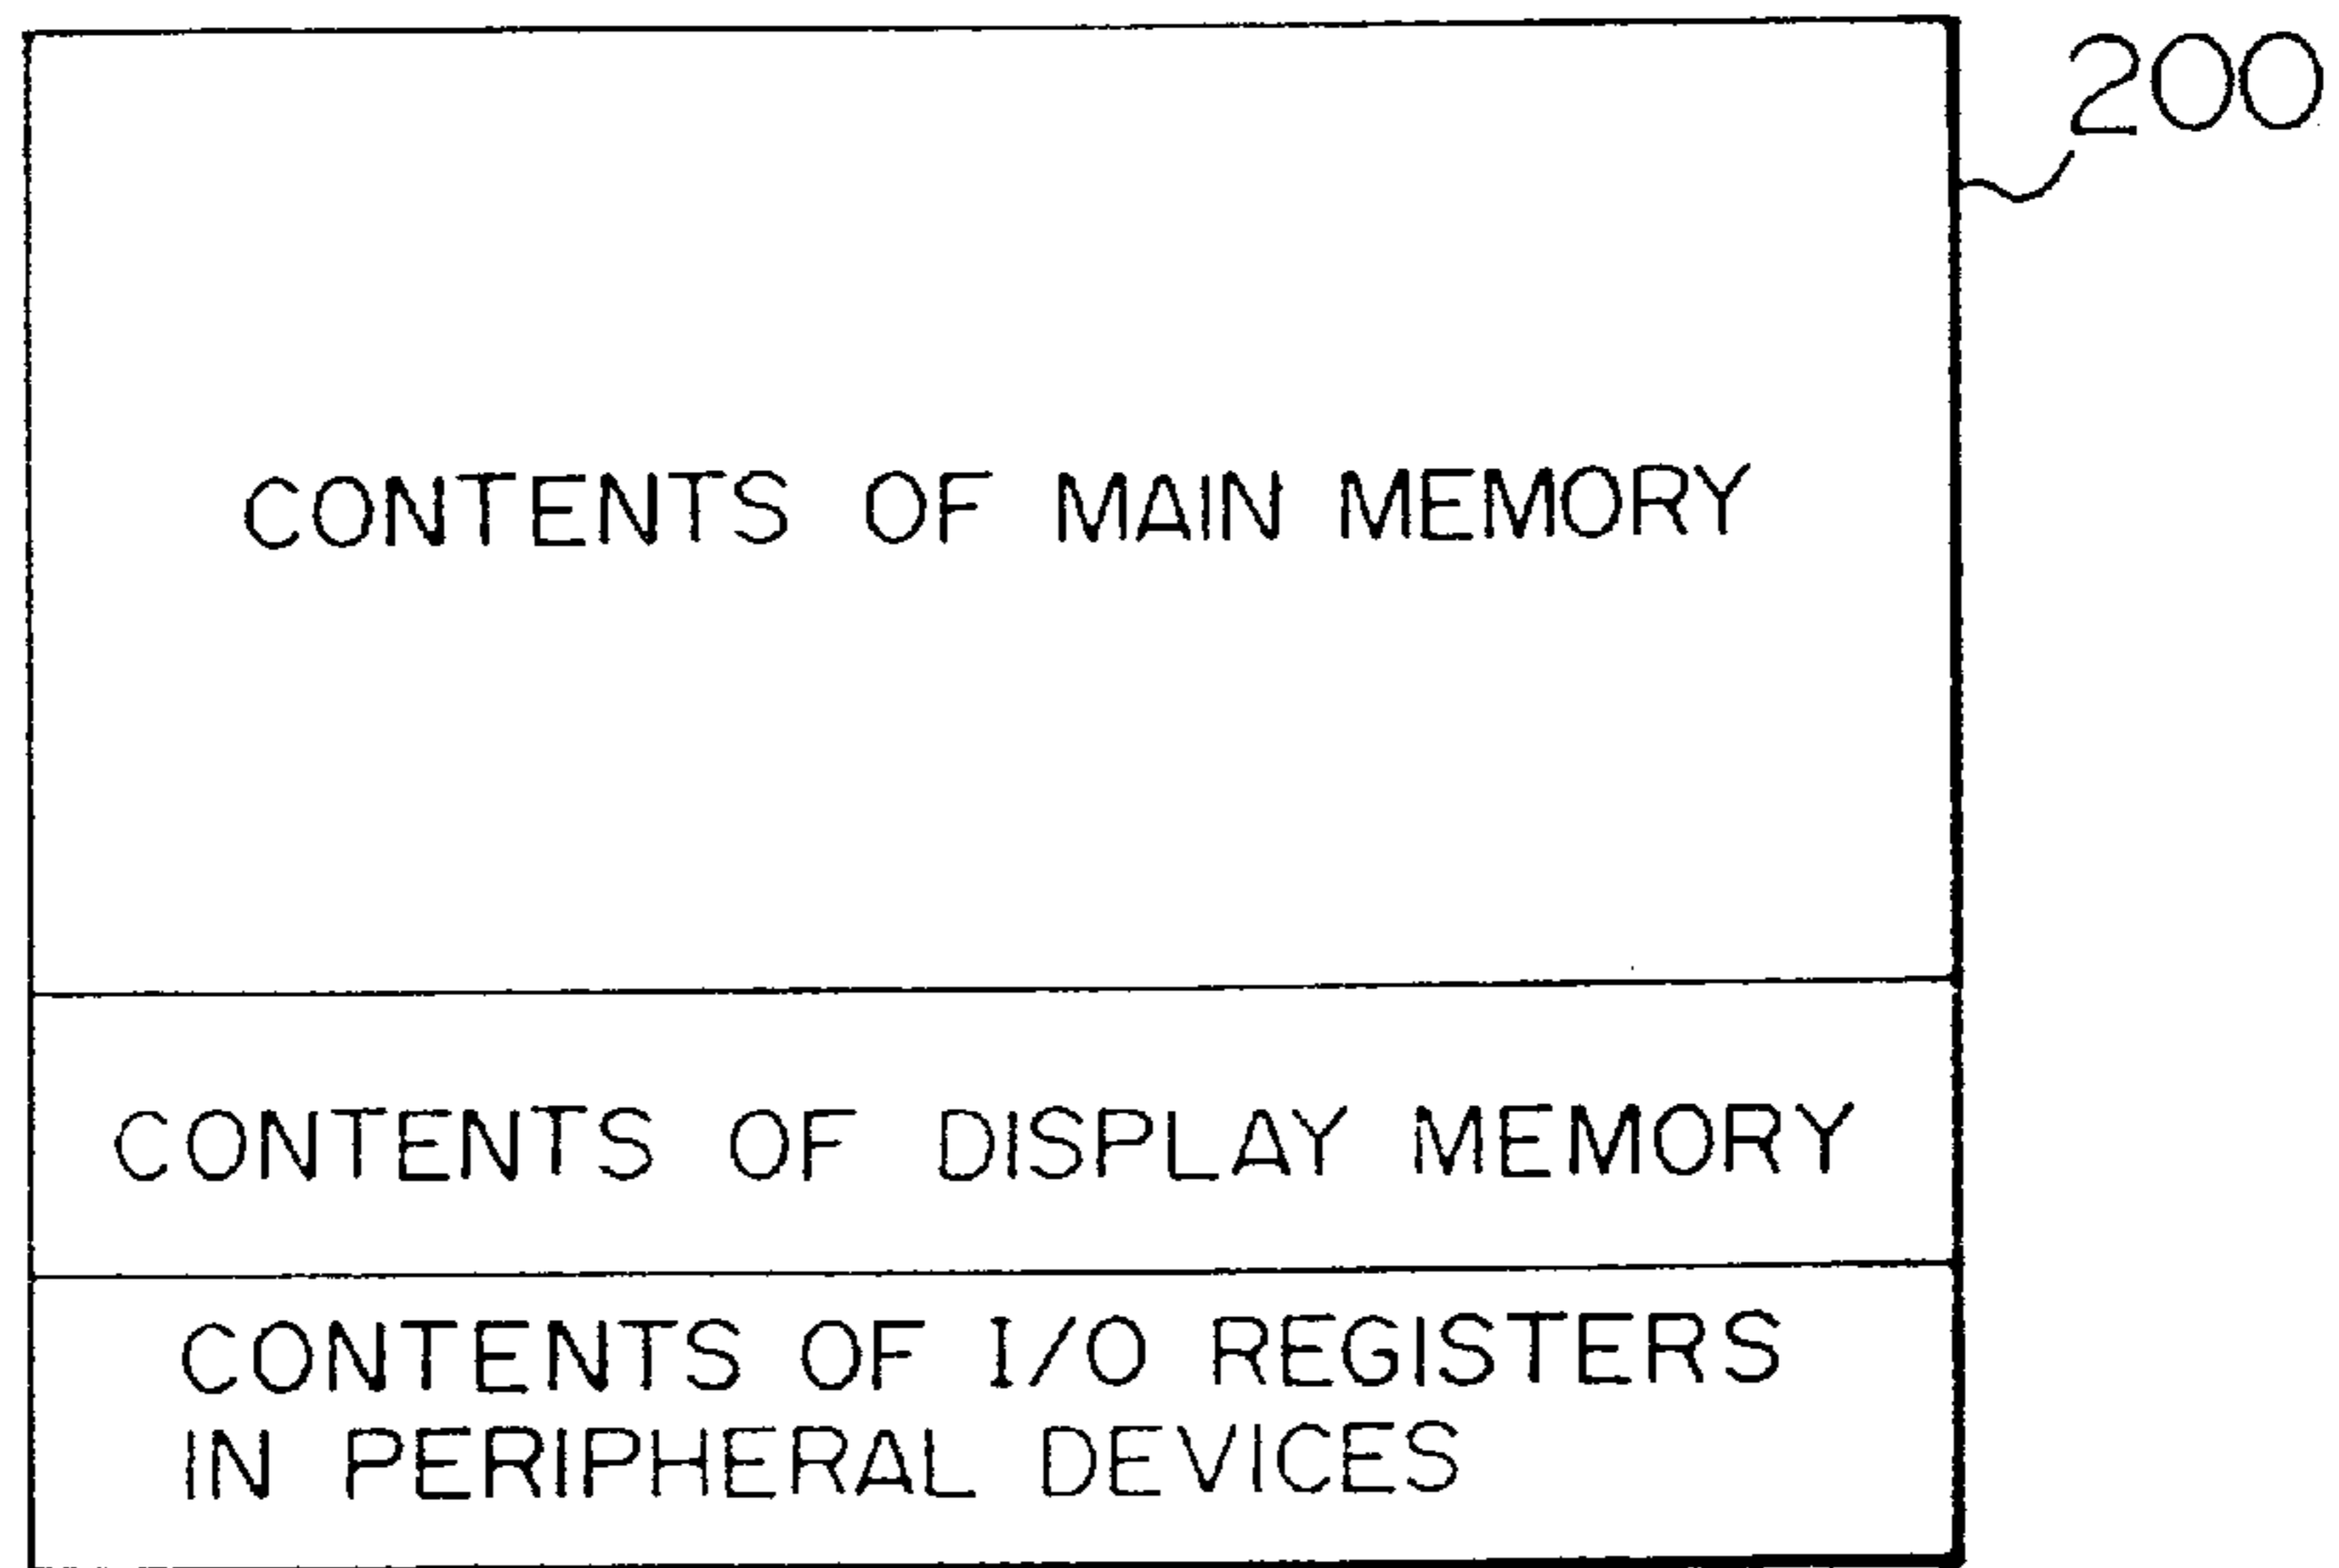 200
CONTENTS OF MAIN MEMORY
CONTENTS OF DISPLAY MEMORY
CONTENTS OF I/O REGISTERS
IN PERIPHERAL DEVICES